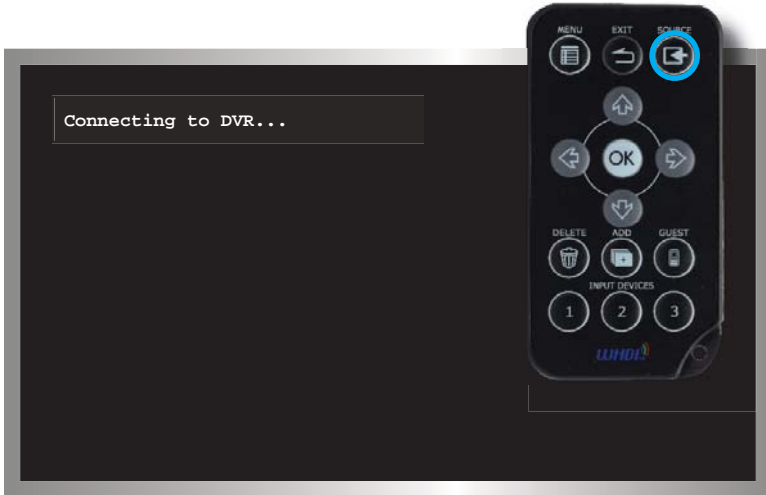 Connecting to DVR...
MENU EXIT SOURCE
OK
DELETE ADD GUEST
INPUT DEVICES
1 2 3
WHDI